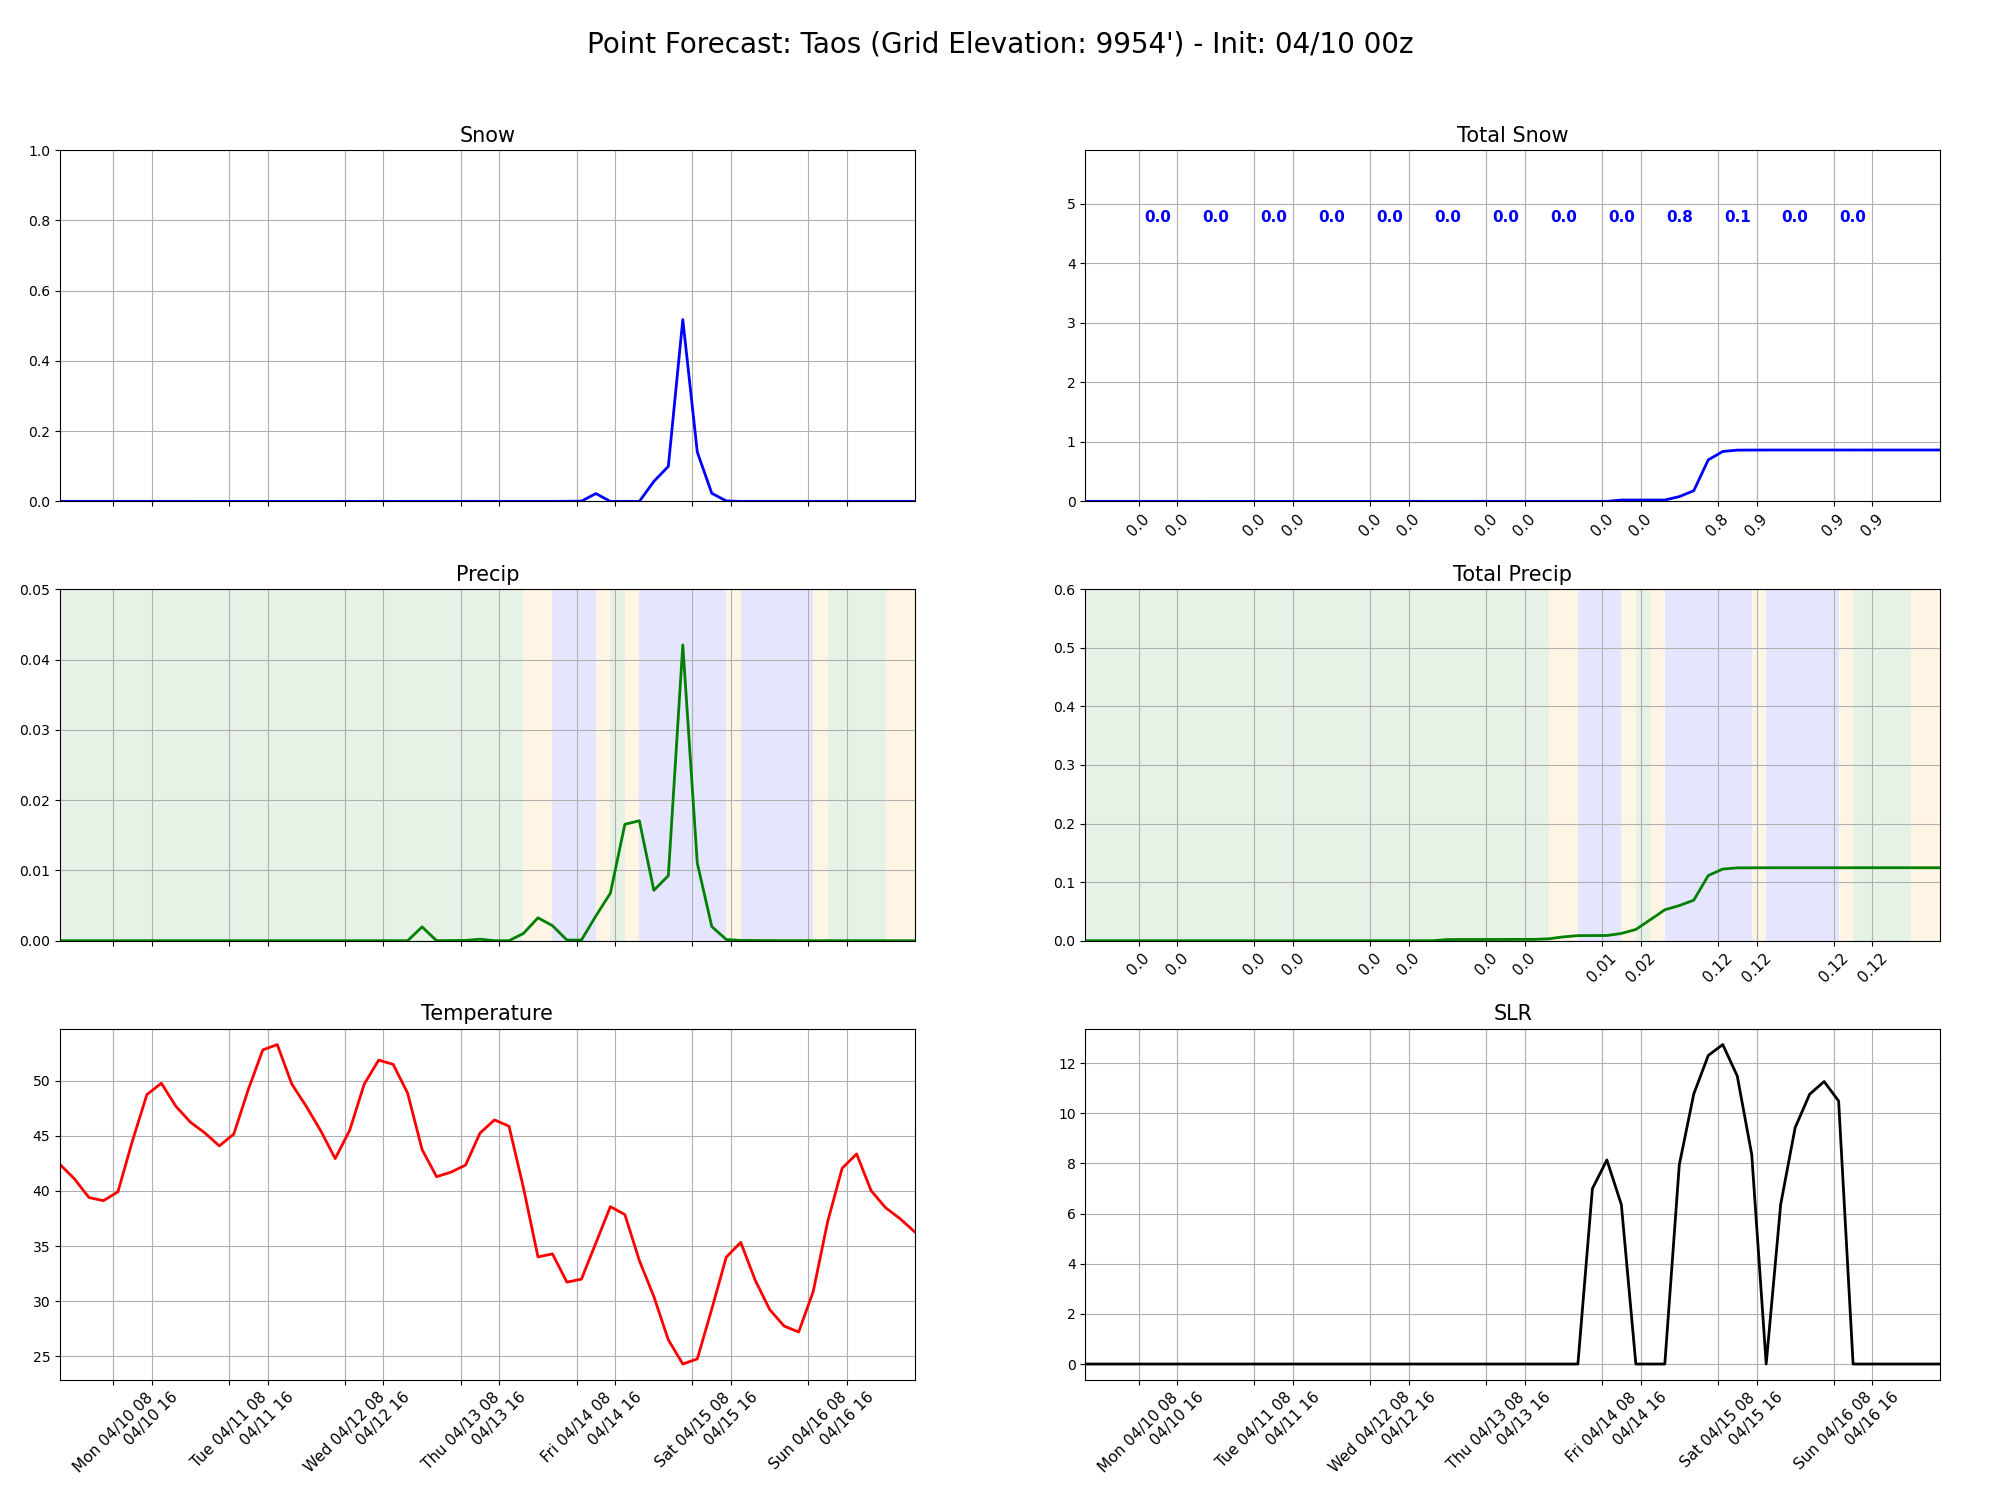 Point Forecast: Taos (Grid Elevation: 9954') - Init: 04/10 00z
Snow
1.0
0.8
0.6
0.4
0.2
0.0
Total Snow
5
4
3
2
1
0
0.0 0.0 0.0 0.0 0.0 0.0 0.0 0.0 0.0 0.8 0.1 0.0 0.0
0.0 0.0 0.0 0.0 0.0 0.0 0.0 0.0 0.0 0.0 0.8 0.9 0.9 0.9
Precip
0.05
0.04
0.03
0.02
0.01
0.00
Total Precip
0.6
0.5
0.4
0.3
0.2
0.1
0.0
0.0 0.0 0.0 0.0 0.0 0.0 0.0 0.0 0.01 0.02 0.12 0.12 0.12 0.12
Temperature
50
45
40
35
30
25
Mon 04/10 08
04/10 16
Tue 04/11 08
04/11 16
Wed 04/12 08
04/12 16
Thu 04/13 08
04/13 16
Fri 04/14 08
04/14 16
Sat 04/15 08
04/15 16
Sun 04/16 08
04/16 16
SLR
12
10
8
6
4
2
0
Mon 04/10 08
04/10 16
Tue 04/11 08
04/11 16
Wed 04/12 08
04/12 16
Thu 04/13 08
04/13 16
Fri 04/14 08
04/14 16
Sat 04/15 08
04/15 16
Sun 04/16 08
04/16 16